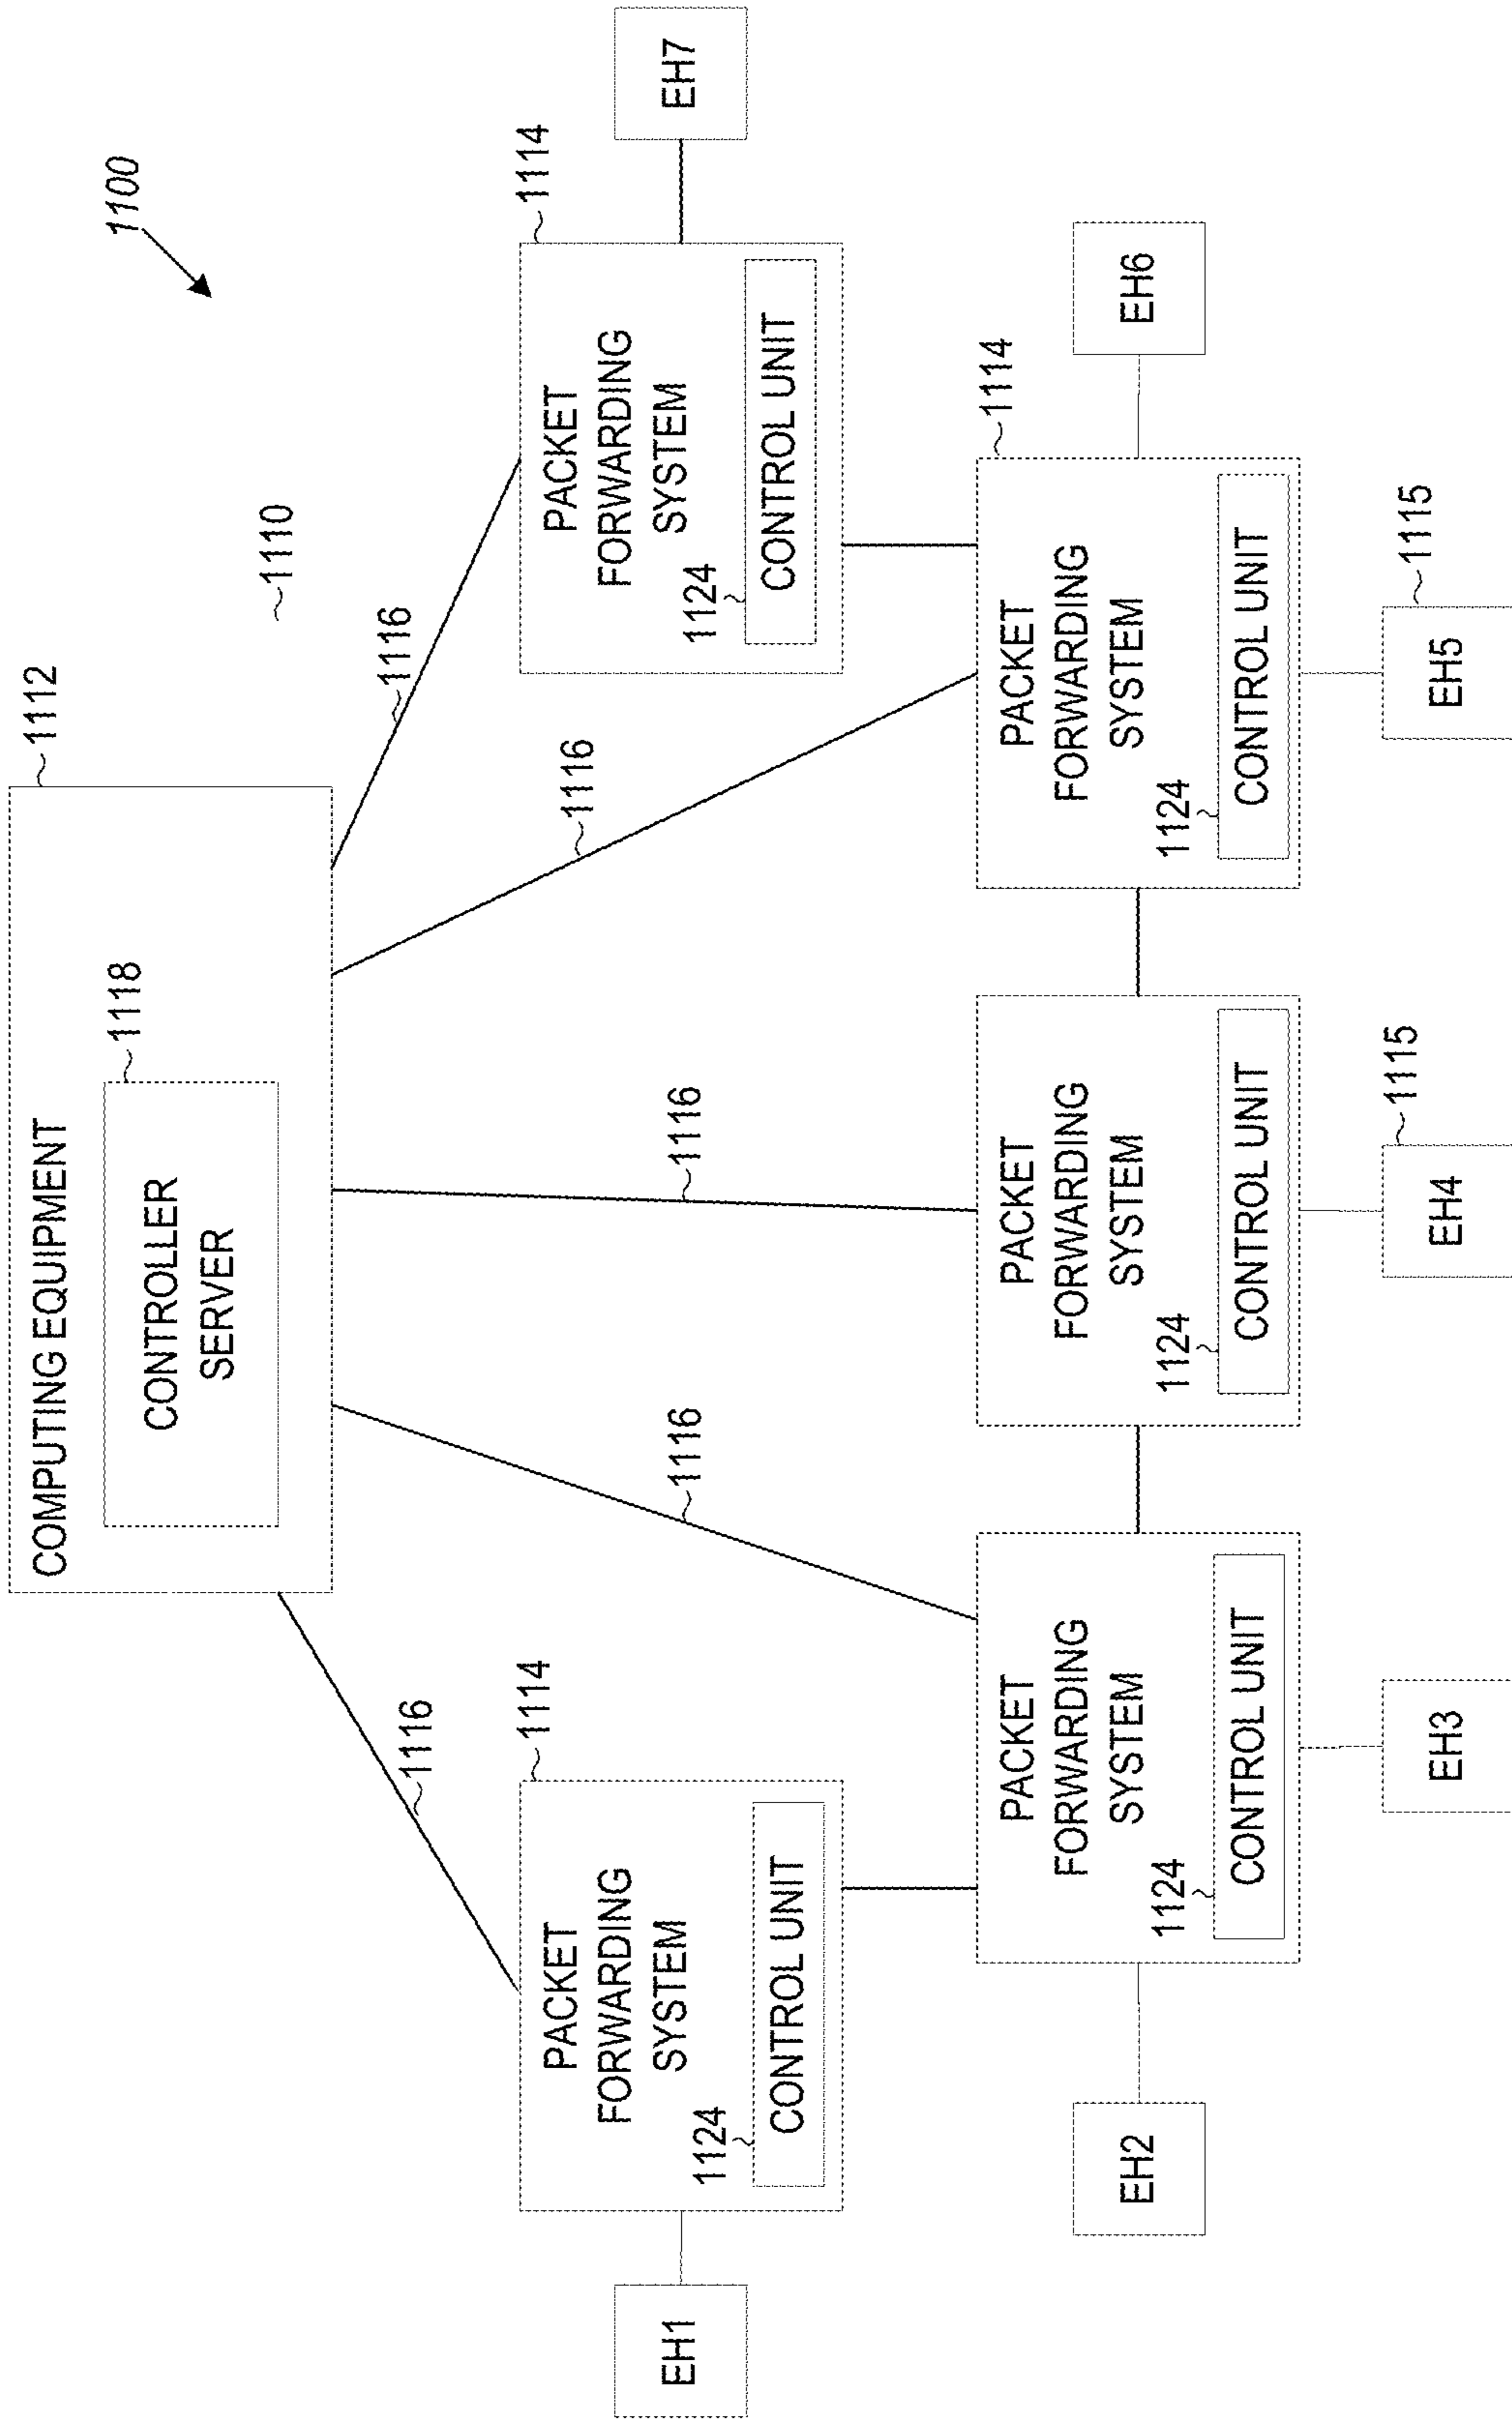 1100
COMPUTING EQUIPMENT
1112
CONTROLLER
SERVER
1118
1110
1116
1116
1116
1116
1116
1114
PACKET
FORWARDING
SYSTEM
1124
CONTROL UNIT
EH1
1114
PACKET
FORWARDING
SYSTEM
1124
CONTROL UNIT
EH7
PACKET
FORWARDING
SYSTEM
1124
CONTROL UNIT
EH2
EH3
PACKET
FORWARDING
SYSTEM
1124
CONTROL UNIT
EH4
1115
1114
PACKET
FORWARDING
SYSTEM
1124
CONTROL UNIT
EH6
EH5
1115